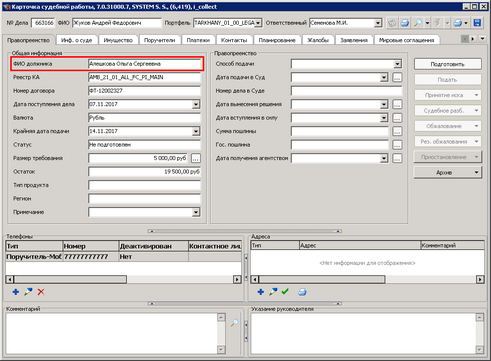 Карточка судебной работы, 7.0.31000.7, SYSTEM S. S., (6,419), i_collect
№ Дела 663166 ФИО Жуков Андрей Федорович Портфель TARKHANY_01_00_LEGA Ответственный Семенова М.И.
Правопреемство Инф. о суде Имущество Поручители Платежи Контакты Приостановление Жалобы Заявления Мировые соглашения
Общая информация Правопреемство
ФИО должника Алешкова Ольга Сергеевна Способ подачи Подготовить
Реестр КА AMB_21_01_ALL_FC_PI_MAIN Дата подачи в Суд Подать
Номер договора ФТ-12002327 Номер дела в Суде Принятие иска
Дата поступления дела 07.11.2017 Дата вынесения решения Судебное разб.
Валюта Рубль Дата вступления в силу Обжалование
Крайняя дата подачи 14.11.2017 Сумма пошлины Рез. обжалования
Статус Не подготовлен Гос. пошлина Приостановление
Размер требования 5 000,00 руб Дата получения агентством Архив
Остаток 19 500,00 руб
Тип продукта
Регион
Примечание
Телефоны Адреса
Тип Номер Деактивирован Контактное ли Тип Адрес Комментарий
Поручитель-Моб 77777777777 Нет
<Нет информации для отображения>
Комментарий Указание руководителя